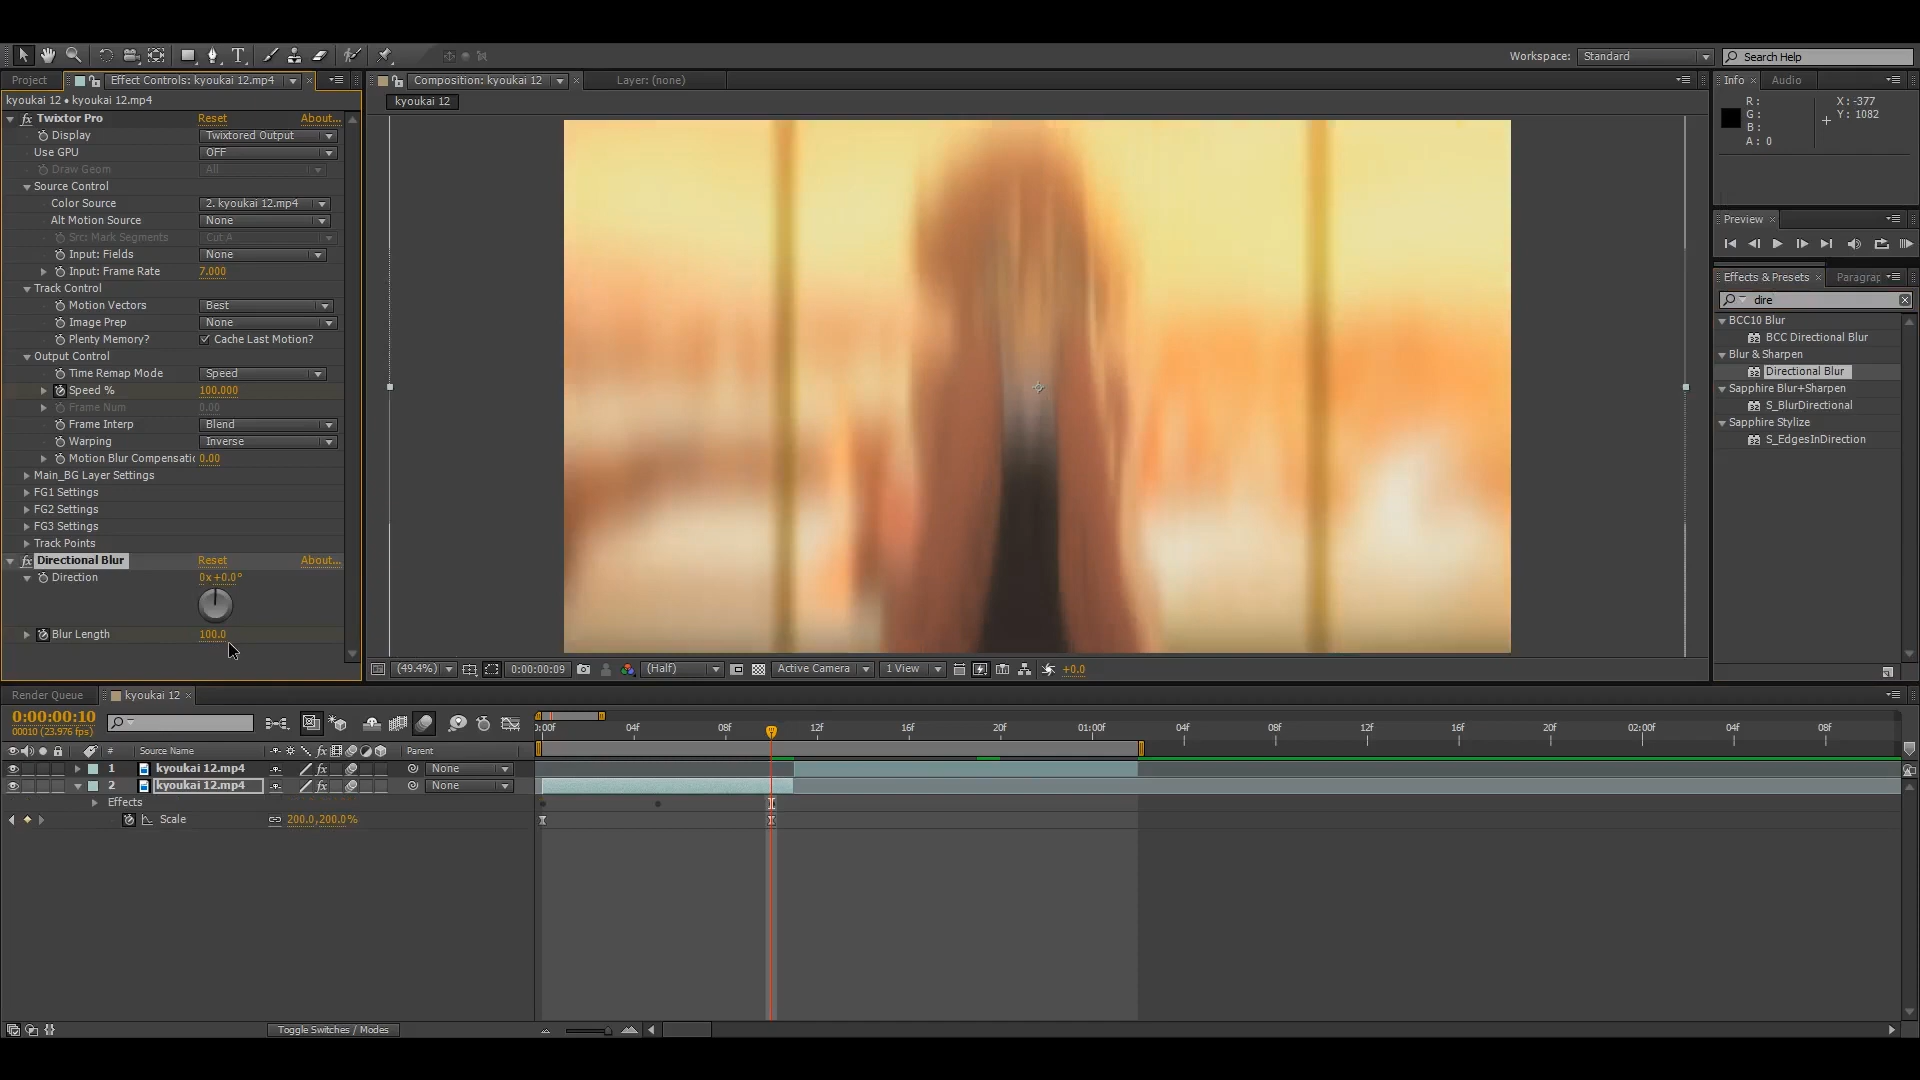 Workspace: Standard Search Help
Project Effect Controls: kyoukai 12.mp4 Composition: kyoukai 12 Layer: (none) Info Audio
kyoukai 12 • kyoukai 12.mp4 kyoukai 12
R: X: -377
G: Y: 1082
B:
A: 0
fx Twixtor Pro Reset About...
Display Twixtored Output
Use GPU OFF
Draw Geom All
Source Control
Color Source 2. kyoukai 12.mp4
Alt Motion Source None
Src: Mark Segments Cut A
Input: Fields None
Input: Frame Rate 7.000
Track Control
Motion Vectors Best
Image Prep None
Plenty Memory? Cache Last Motion?
Output Control
Time Remap Mode Speed
Speed % 100.000
Frame Num 0.00
Frame Interp Blend
Warping Inverse
Motion Blur Compensatic 0.00
Main_BG Layer Settings
FG1 Settings
FG2 Settings
FG3 Settings
Track Points
fx Directional Blur Reset About...
Direction 0x+0.0°
Blur Length 100.0
Preview
Effects & Presets Paragrap
dire
BCC10 Blur
BCC Directional Blur
Blur & Sharpen
Directional Blur
Sapphire Blur+Sharpen
S_BlurDirectional
Sapphire Stylize
S_EdgesInDirection
(49.4%) 0:00:00:09 (Half) Active Camera 1 View +0.0
Render Queue kyoukai 12
0:00:00:10
00010 (23.976 fps)
0:00f 04f 08f 12f 16f 20f 01:00f 04f 08f 12f 16f 20f 02:00f 04f 08f
# Source Name fx Parent
1 kyoukai 12.mp4 fx None
2 kyoukai 12.mp4 fx None
Effects
Scale 200.0,200.0%
Toggle Switches / Modes